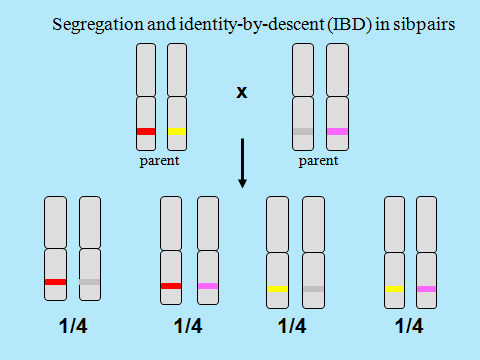 Segregation and identity-by-descent (IBD) in sibpairs
x
parent parent
1/4 1/4 1/4 1/4